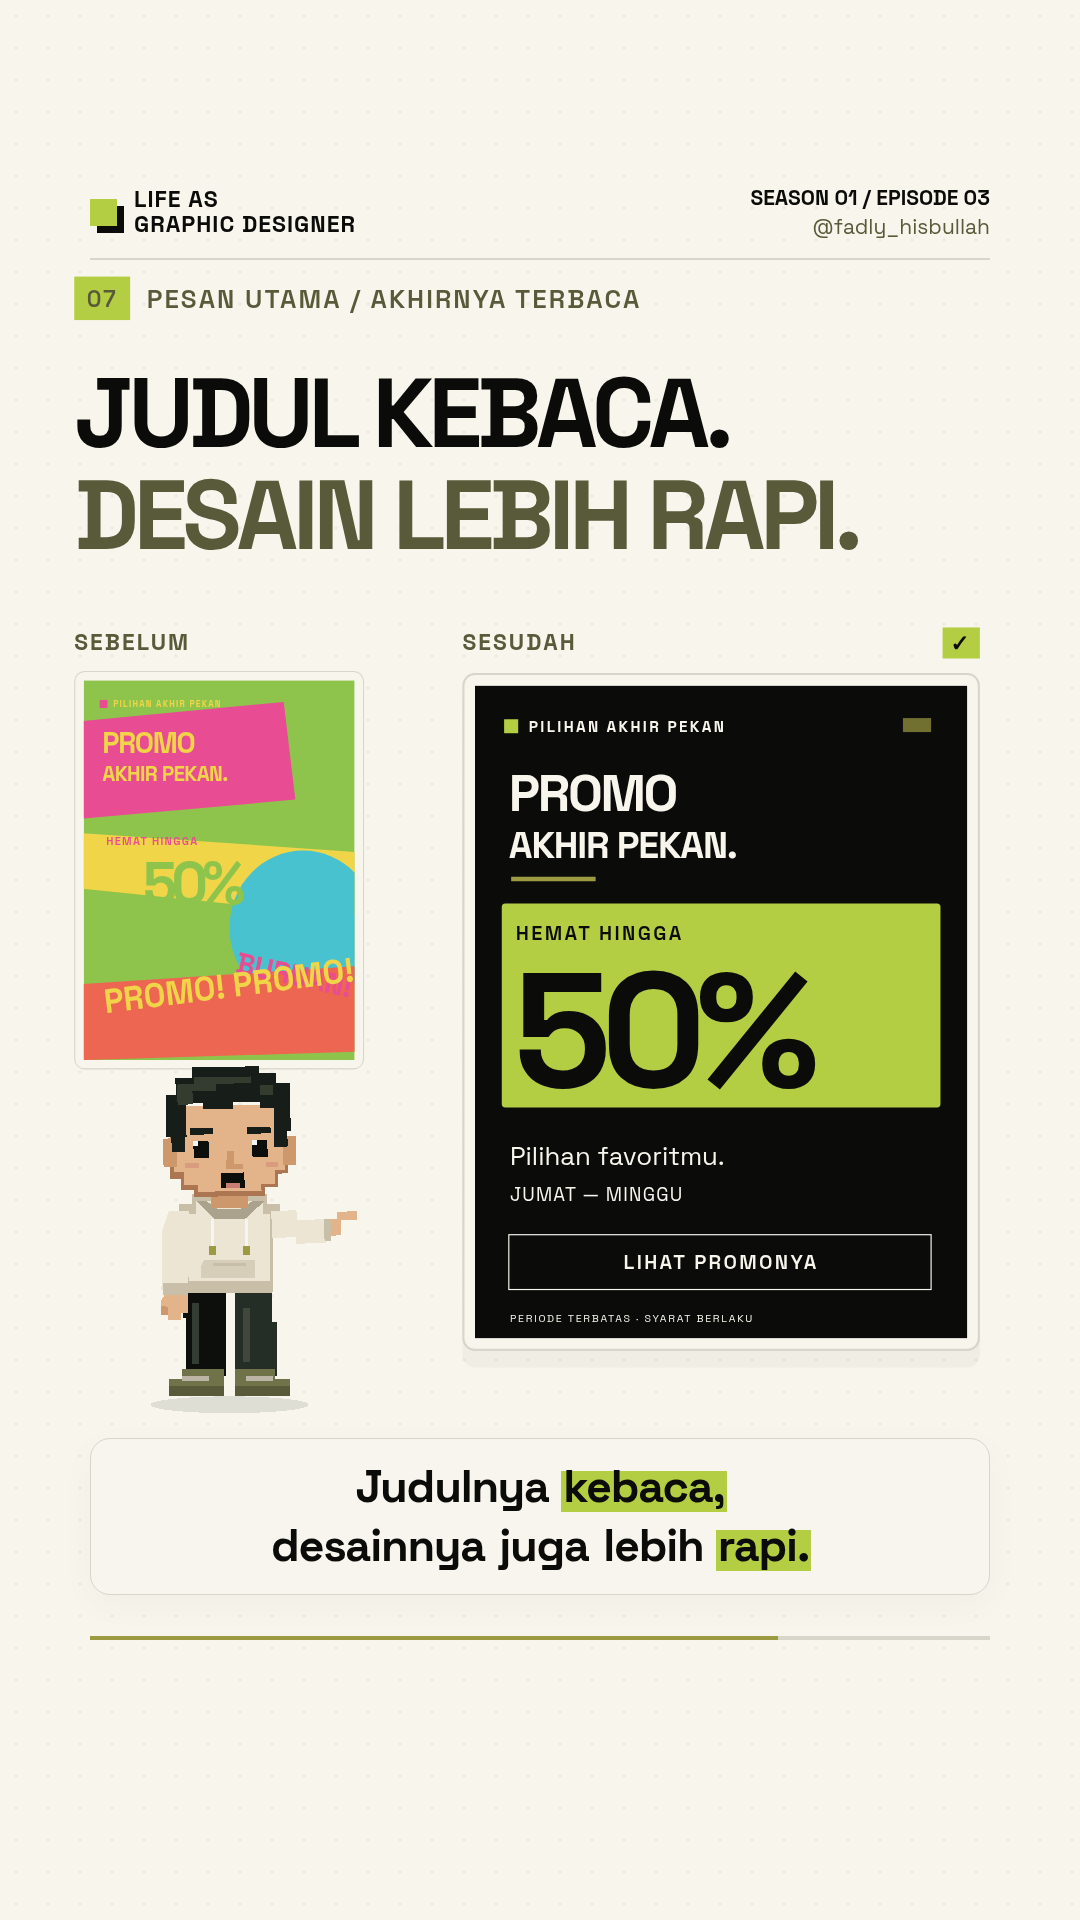 LIFE AS
GRAPHIC DESIGNER
SEASON 01 / EPISODE 03
@fadly_hisbullah
07 PESAN UTAMA / AKHIRNYA TERBACA
JUDUL KEBACA.
DESAIN LEBIH RAPI.
SEBELUM
PILIHAN AKHIR PEKAN
PROMO
AKHIR PEKAN.
HEMAT HINGGA
50%
PROMO! PROMO!
SESUDAH
✓
PILIHAN AKHIR PEKAN
PROMO
AKHIR PEKAN.
HEMAT HINGGA
50%
Pilihan favoritmu.
JUMAT — MINGGU
LIHAT PROMONYA
PERIODE TERBATAS · SYARAT BERLAKU
Judulnya kebaca,
desainnya juga lebih rapi.